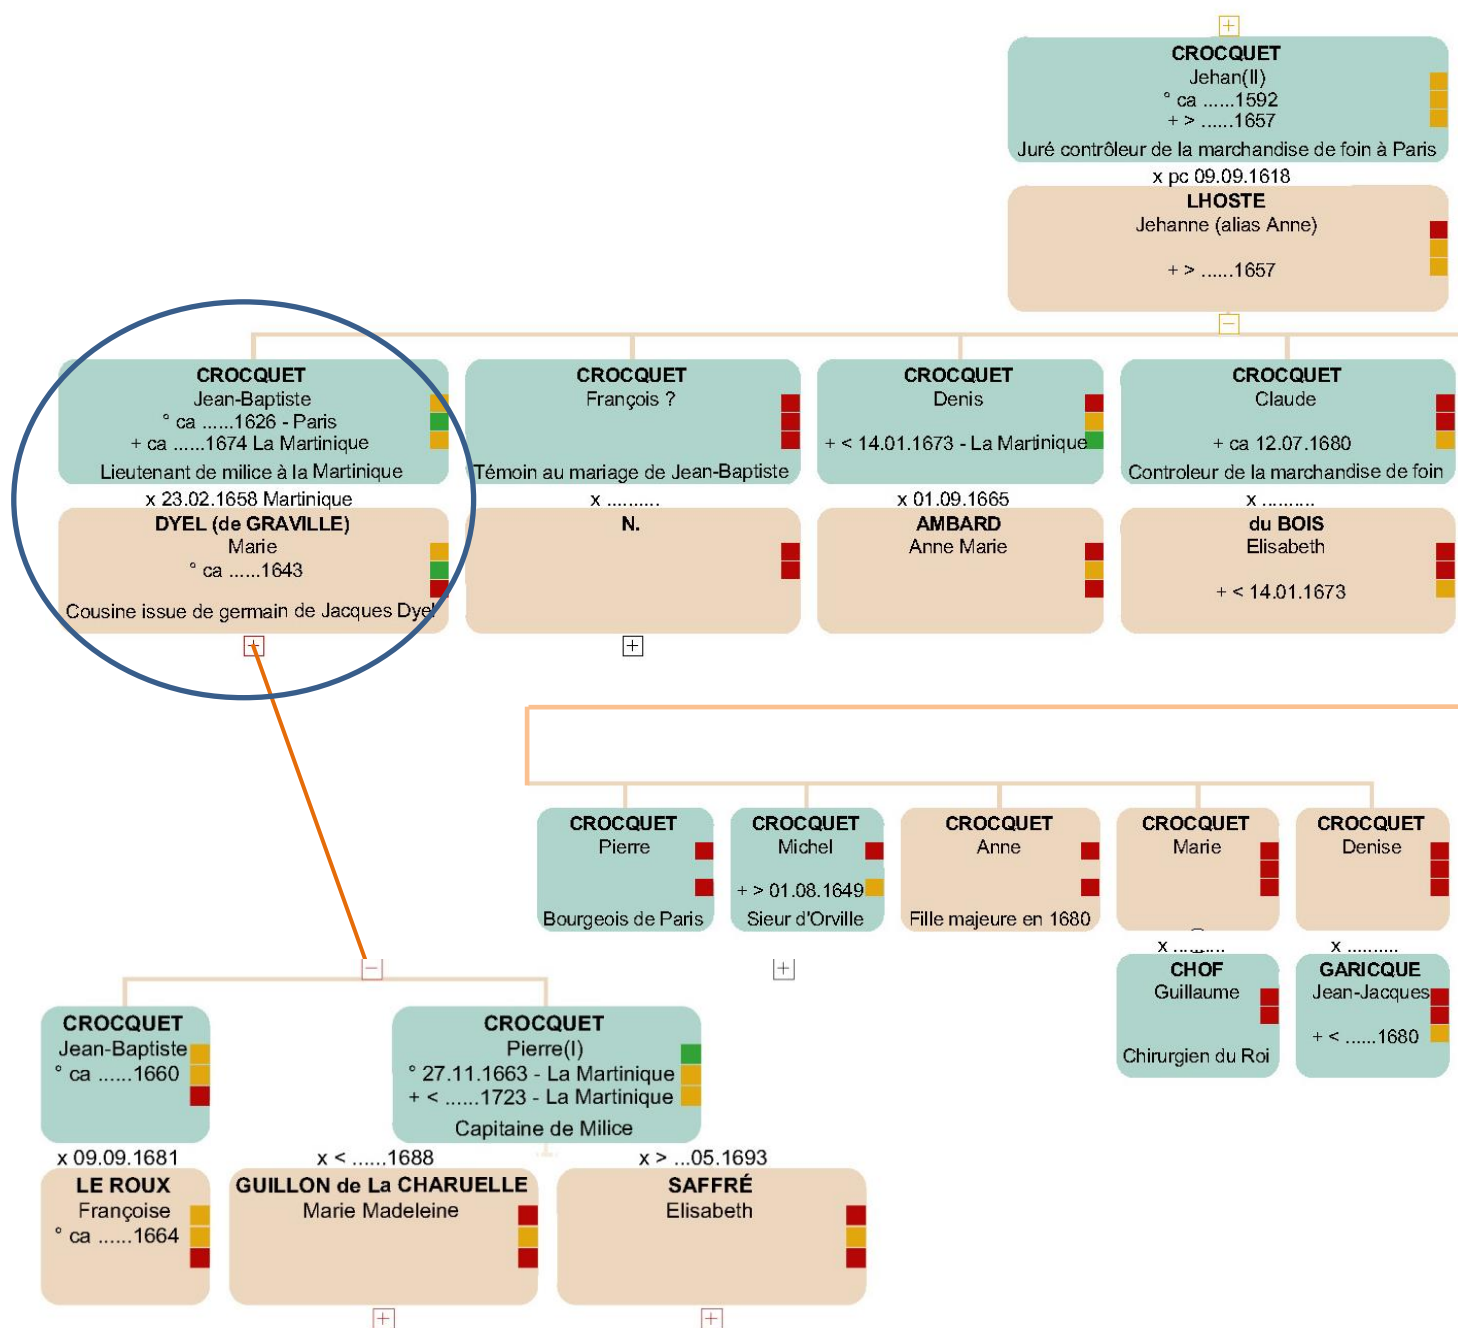 CROCQUET
Jehan(II)
° ca ......1592
+ > ......1657
Juré contrôleur de la marchandise de foin à Paris
x pc 09.09.1618
LHOSTE
Jehanne (alias Anne)
+ > ......1657
CROCQUET
Jean-Baptiste
° ca ......1626 - Paris
+ ca ......1674 La Martinique
Lieutenant de milice à la Martinique
x 23.02.1658 Martinique
DYEL (de GRAVILLE)
Marie
° ca ......1643
Cousine issue de germain de Jacques Dyel
CROCQUET
François ?
Témoin au mariage de Jean-Baptiste
x ..........
N.
CROCQUET
Denis
+ < 14.01.1673 - La Martinique
x 01.09.1665
AMBARD
Anne Marie
CROCQUET
Claude
+ ca 12.07.1680
Controleur de la marchandise de foin
x ..........
du BOIS
Elisabeth
+ < 14.01.1673
CROCQUET
Pierre
Bourgeois de Paris
CROCQUET
Michel
+ > 01.08.1649
Sieur d'Orville
CROCQUET
Anne
Fille majeure en 1680
CROCQUET
Marie
x ..........
CHOF
Guillaume
Chirurgien du Roi
CROCQUET
Denise
x ..........
GARICQUE
Jean-Jacques
+ < ......1680
CROCQUET
Jean-Baptiste
° ca ......1660
x 09.09.1681
LE ROUX
Françoise
° ca ......1664
CROCQUET
Pierre(I)
° 27.11.1663 - La Martinique
+ < ......1723 - La Martinique
Capitaine de Milice
x < ......1688
GUILLON de La CHARUELLE
Marie Madeleine
x > ...05.1693
SAFFRÉ
Elisabeth